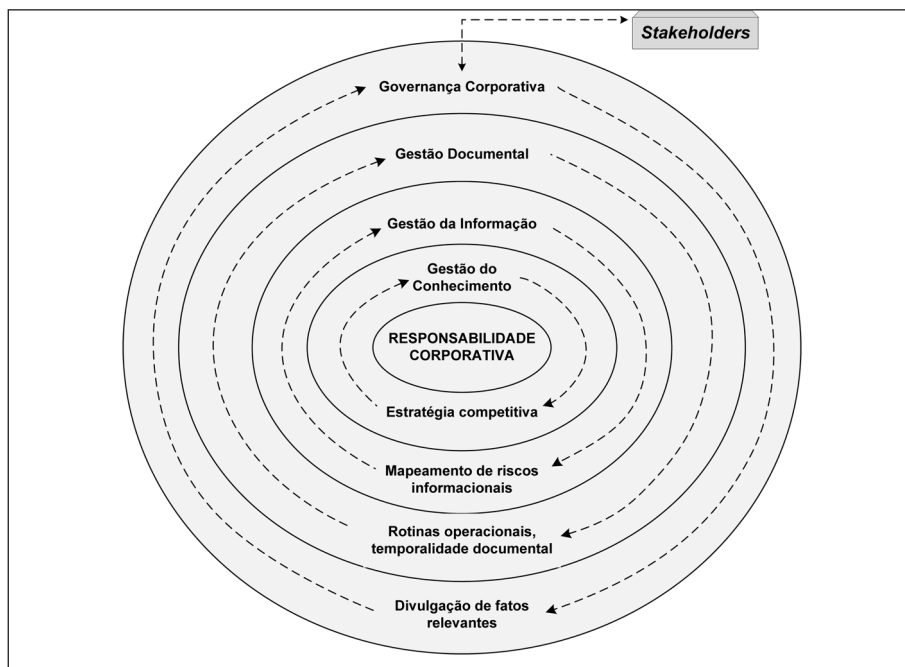 Stakeholders
Governança Corporativa
Gestão Documental
Gestão da Informação
Gestão do
Conhecimento
RESPONSABILIDADE
CORPORATIVA
Estratégia competitiva
Mapeamento de riscos
informacionais
Rotinas operacionais,
temporalidade documental
Divulgação de fatos
relevantes